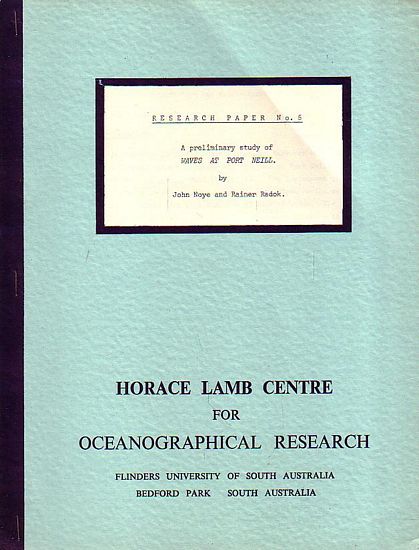 RESEARCH PAPER No.6
A preliminary study of
WAVES AT PORT NEILL.
by
John Noye and Rainer Radok.
HORACE LAMB CENTRE
FOR
OCEANOGRAPHICAL RESEARCH
FLINDERS UNIVERSITY OF SOUTH AUSTRALIA
BEDFORD PARK SOUTH AUSTRALIA